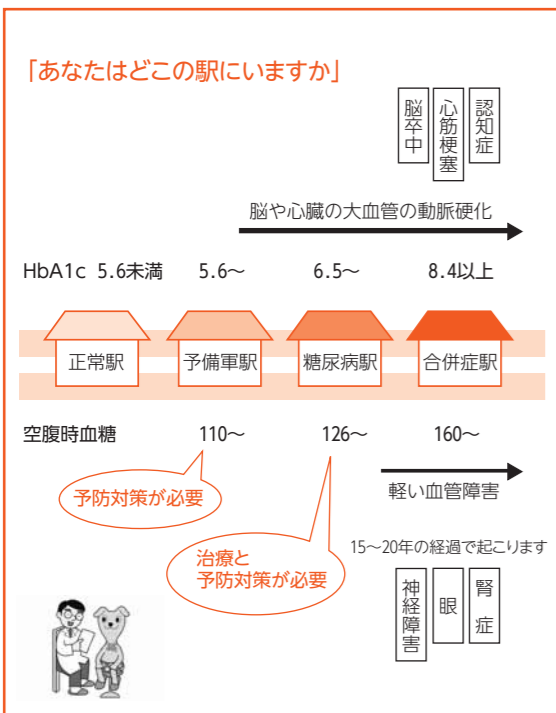 「あなたはどこの駅にいますか」
脳卒中
心筋梗塞
認知症
脳や心臓の大血管の動脈硬化
HbA1c 5.6未満 5.6〜 6.5〜 8.4以上
正常駅 予備軍駅 糖尿病駅 合併症駅
空腹時血糖 110〜 126〜 160〜
予防対策が必要
軽い血管障害
治療と
予防対策が必要
15〜20年の経過で起こります
神経障害
眼
腎症